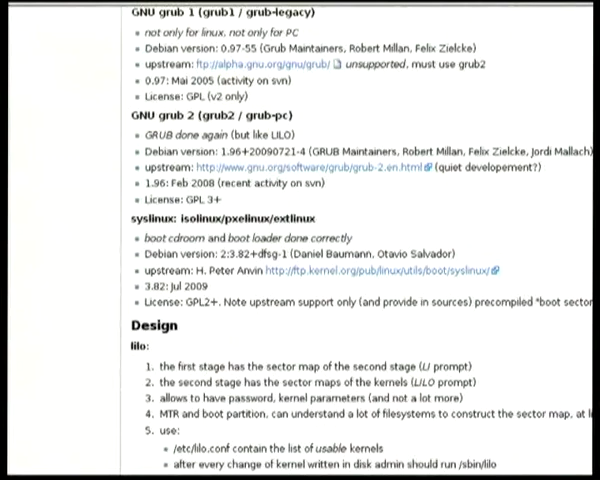 GNU grub 1 (grub1 / grub-legacy)
not only for linux, not only for PC
Debian version: 0.97-55 (Grub Maintainers, Robert Millan, Felix Zielcke)
upstream: ftp://alpha.gnu.org/gnu/grub/ unsupported, must use grub2
0.97: Mai 2005 (activity on svn)
License: GPL (v2 only)
GNU grub 2 (grub2 / grub-pc)
GRUB done again (but like LILO)
Debian version: 1.96+20090721-4 (GRUB Maintainers, Robert Millan, Felix Zielcke, Jordi Mallach)
upstream: http://www.gnu.org/software/grub/grub-2.en.html (quiet developement?)
1.96: Feb 2008 (recent activity on svn)
License: GPL 3+
syslinux: isolinux/pxelinux/extlinux
boot cdroom and boot loader done correctly
Debian version: 2:3.82+dfsg-1 (Daniel Baumann, Otavio Salvador)
upstream: H. Peter Anvin http://ftp.kernel.org/pub/linux/utils/boot/syslinux/
3.82: Jul 2009
License: GPL2+. Note upstream support only (and provide in sources) precompiled "boot sector
Design
lilo:
1. the first stage has the sector map of the second stage (LI prompt)
2. the second stage has the sector maps of the kernels (LILO prompt)
3. allows to have password, kernel parameters (and not a lot more)
4. MTR and boot partition, can understand a lot of filesystems to construct the sector map, at
5. use:
/etc/lilo.conf contain the list of usable kernels
after every change of kernel written in disk admin should run /sbin/lilo